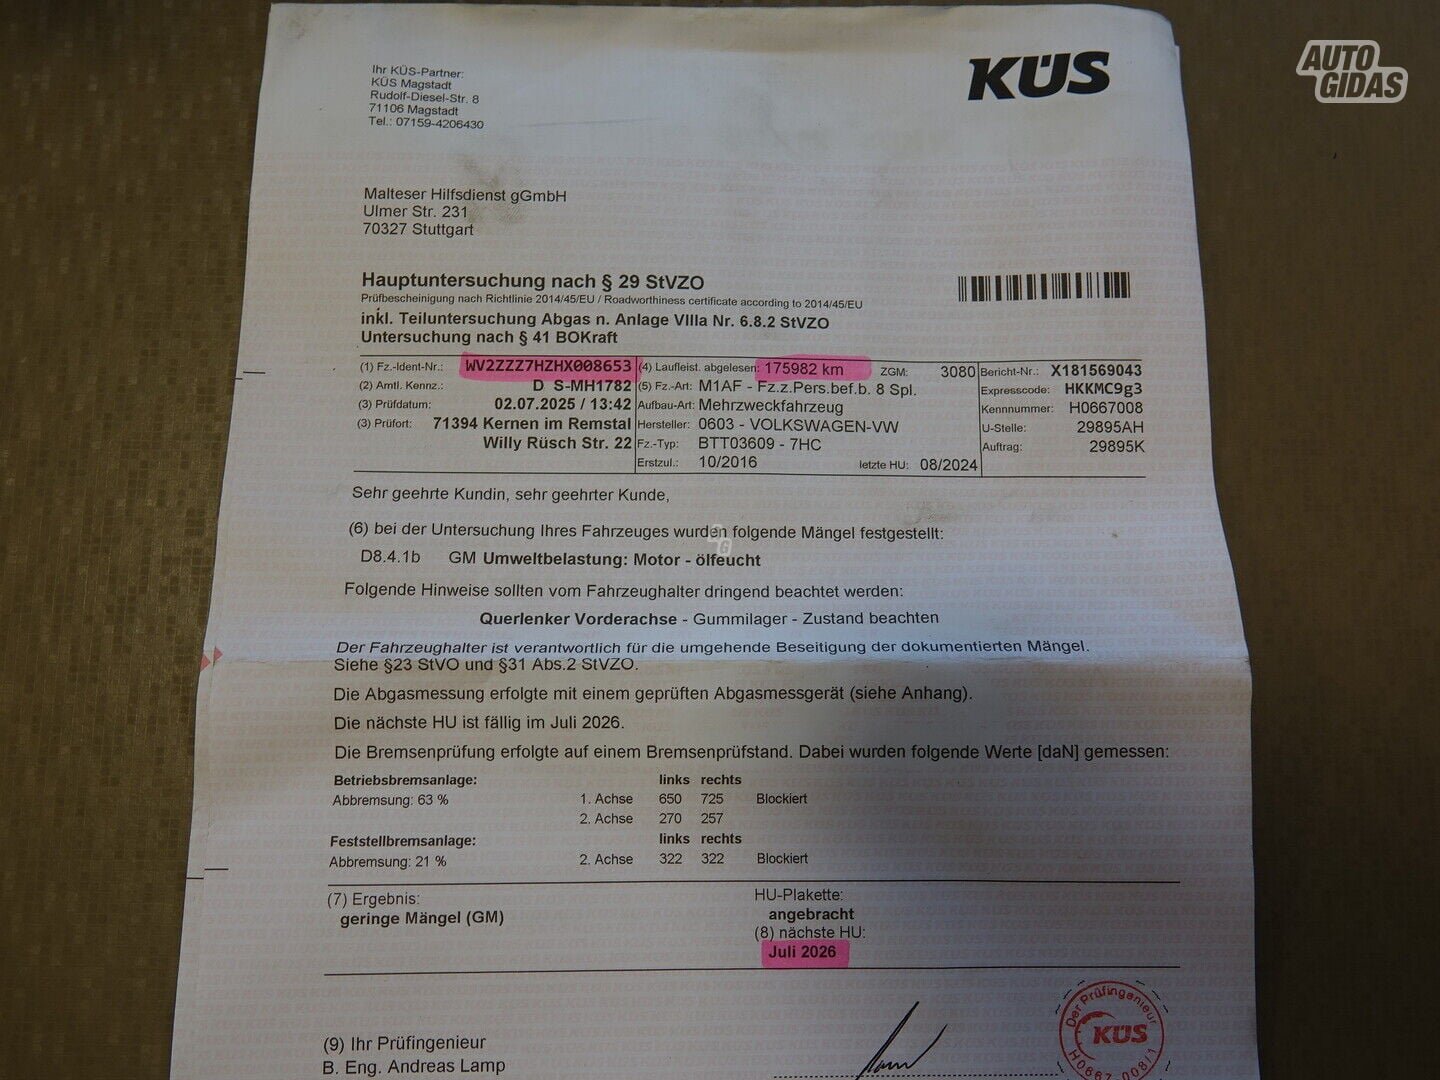 AUTO GIDAS
KÜS
Ihr KÜS-Partner:
KÜS Magstadt
Rudolf-Diesel-Str. 8
71106 Magstadt
Tel.: 07159-4206430
Malteser Hilfsdienst gGmbH
Ulmer Str. 231
70327 Stuttgart
Hauptuntersuchung nach § 29 StVZO
Prüfbescheinigung nach Richtlinie 2014/45/EU / Roadworthiness certificate according to 2014/45/EU
inkl. Teiluntersuchung Abgas n. Anlage VIIIa Nr. 6.8.2 StVZO
Untersuchung nach § 41 BOKraft
(1) Fz.-Ident-Nr.: WV2ZZZ7HZHX008653 (4) Laufleist. abgelesen: 175982 km ZGM: 3080 Bericht-Nr.: X181569043
(2) Amtl. Kennz.: D S-MH1782 (5) Fz.-Art: M1AF - Fz.z.Pers.bef.b. 8 Spl. Expresscode: HKKMC9g3
(3) Prüfdatum: 02.07.2025 / 13:42 Aufbau-Art: Mehrzweckfahrzeug Kennnummer: H0667008
(3) Prüfort: 71394 Kernen im Remstal Hersteller: 0603 - VOLKSWAGEN-VW U-Stelle: 29895AH
Willy Rüsch Str. 22 Fz.-Typ: BTT03609 - 7HC Auftrag: 29895K
Erstzul.: 10/2016 letzte HU: 08/2024
Sehr geehrte Kundin, sehr geehrter Kunde,
(6) bei der Untersuchung Ihres Fahrzeuges wurden folgende Mängel festgestellt:
D8.4.1b GM Umweltbelastung: Motor - ölfeucht
Folgende Hinweise sollten vom Fahrzeughalter dringend beachtet werden:
Querlenker Vorderachse - Gummilager - Zustand beachten
Der Fahrzeughalter ist verantwortlich für die umgehende Beseitigung der dokumentierten Mängel.
Siehe §23 StVO und §31 Abs.2 StVZO.
Die Abgasmessung erfolgte mit einem geprüften Abgasmessgerät (siehe Anhang).
Die nächste HU ist fällig im Juli 2026.
Die Bremsenprüfung erfolgte auf einem Bremsenprüfstand. Dabei wurden folgende Werte [daN] gemessen:
Betriebsbremsanlage: links rechts
Abbremsung: 63 % 1. Achse 650 725 Blockiert
2. Achse 270 257
Feststellbremsanlage: links rechts
Abbremsung: 21 % 2. Achse 322 322 Blockiert
(7) Ergebnis: HU-Plakette:
geringe Mängel (GM) angebracht
(8) nächste HU:
Juli 2026
(9) Ihr Prüfingenieur
B. Eng. Andreas Lamp
Der Prüfingenieur
KÜS
H0667-008/1